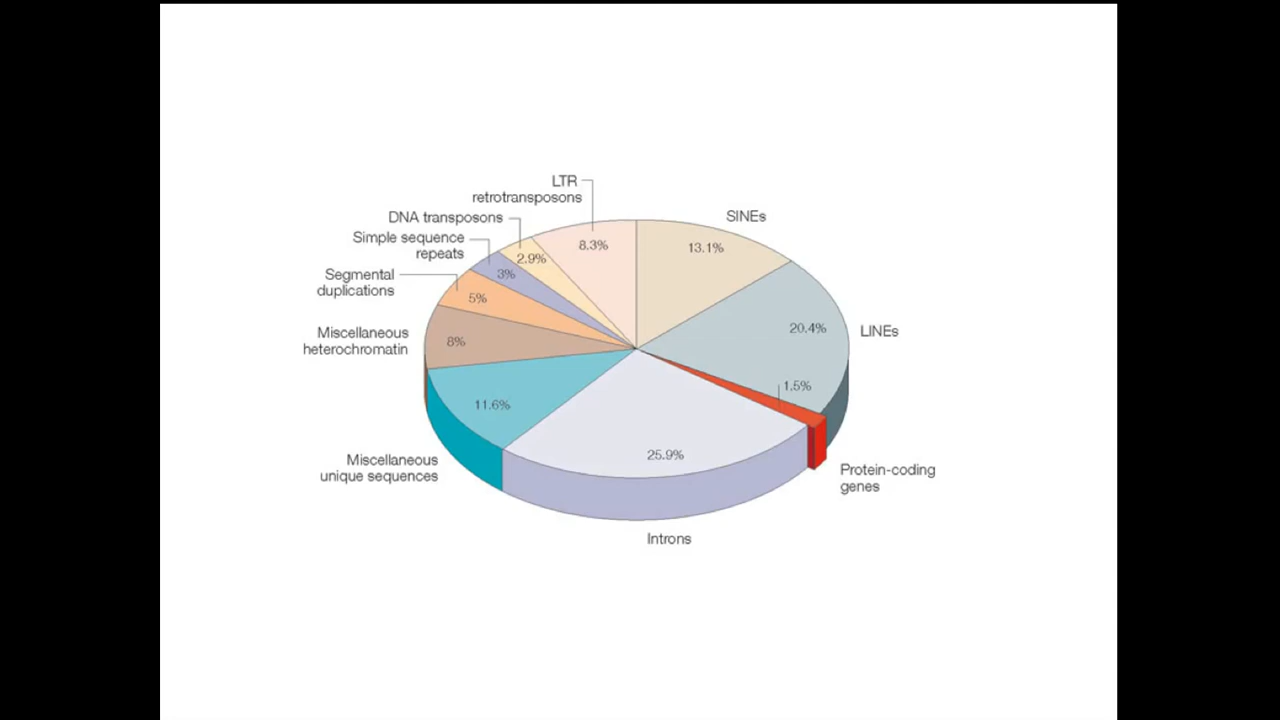 LTR
retrotransposons
DNA transposons
Simple sequence
repeats
Segmental
duplications
Miscellaneous
heterochromatin
Miscellaneous
unique sequences
Introns
Protein-coding
genes
LINEs
SINEs
8.3%
13.1%
2.9%
3%
5%
8%
11.6%
25.9%
1.5%
20.4%